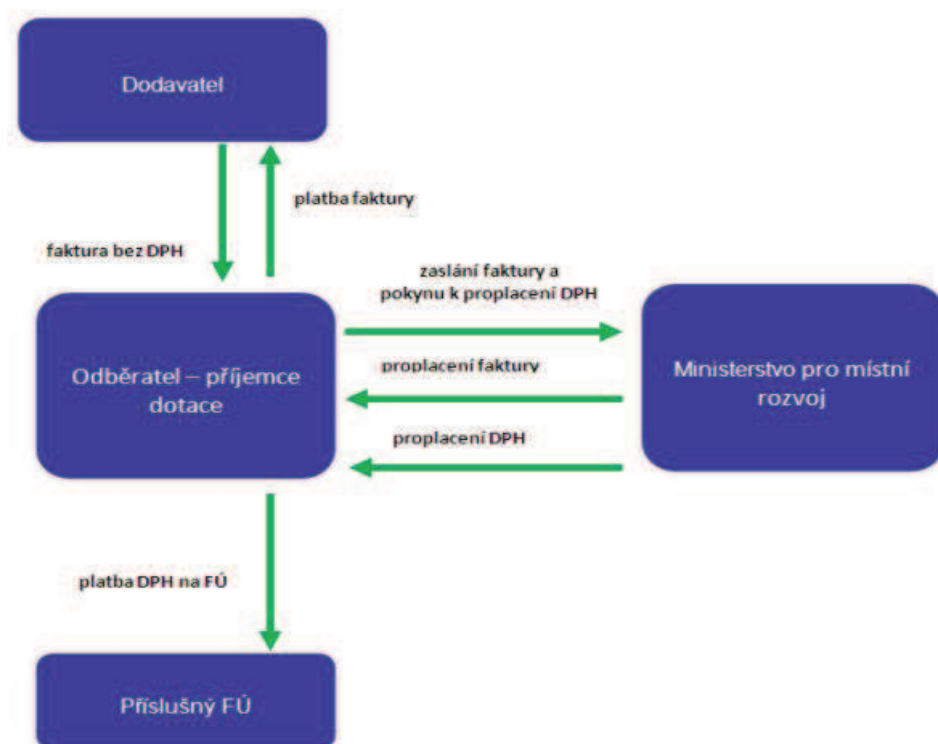 Dodavatel
platba faktury
faktura bez DPH
zaslání faktury a
pokynu k proplacení DPH
Odběratel – příjemce
dotace
proplacení faktury
Ministerstvo pro místní
rozvoj
proplacení DPH
platba DPH na FÚ
Příslušný FÚ